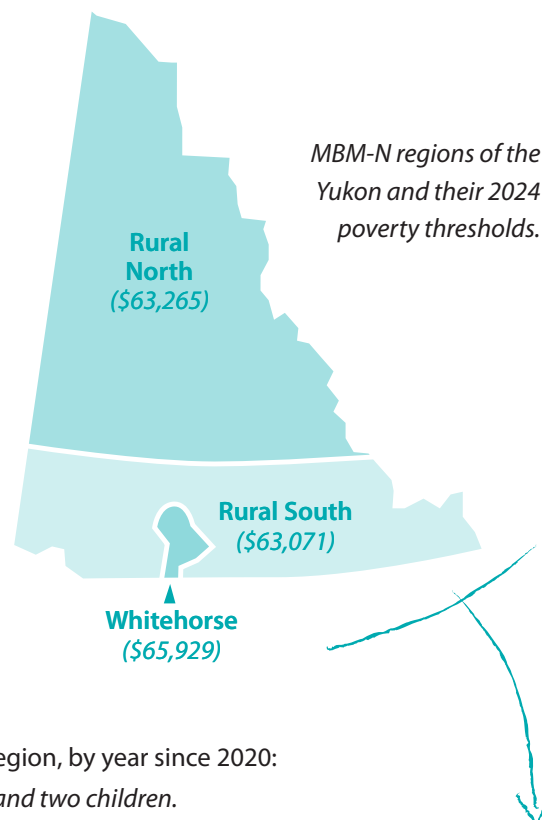 MBM-N regions of the
Yukon and their 2024
poverty thresholds.
Rural
North
($63,265)
Rural South
($63,071)
Whitehorse
($65,929)
egion, by year since 2020:
and two children.